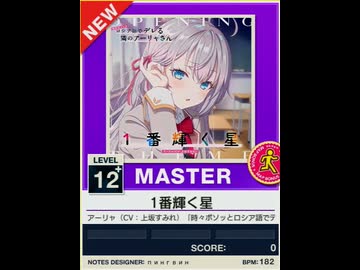 NEW
OPENING
時々ボソッとロシア語でデレる
隣のアーリャさん
1番輝く星
THEME
LEVEL
12+
MASTER
1番輝く星
アーリャ（CV：上坂すみれ）「時々ボソッとロシア語でデ
SCORE: 0
NOTES DESIGNER: пингвин
BPM: 182